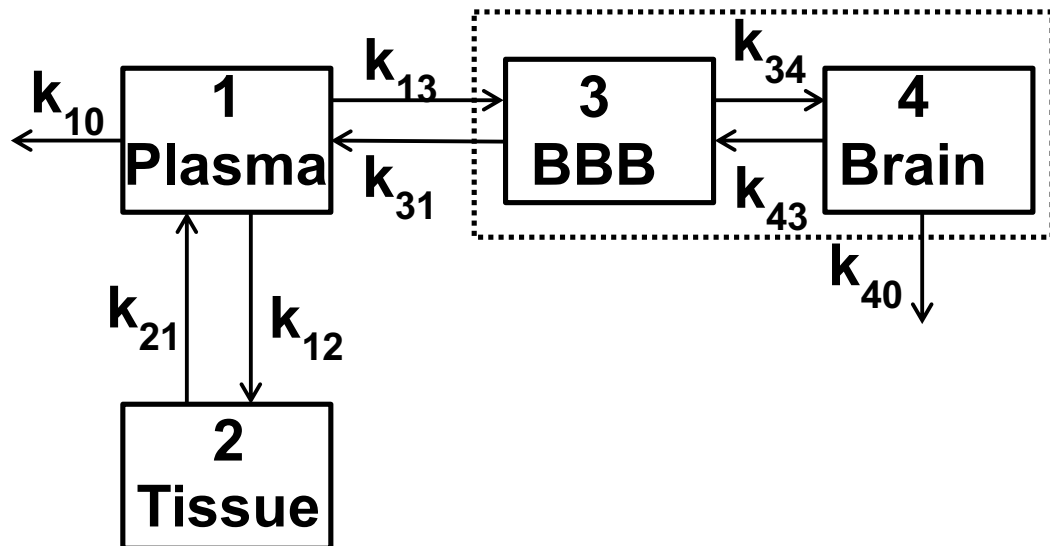 k10
1
Plasma
k13
k31
3
BBB
k34
k43
4
Brain
k40
k21
k12
2
Tissue